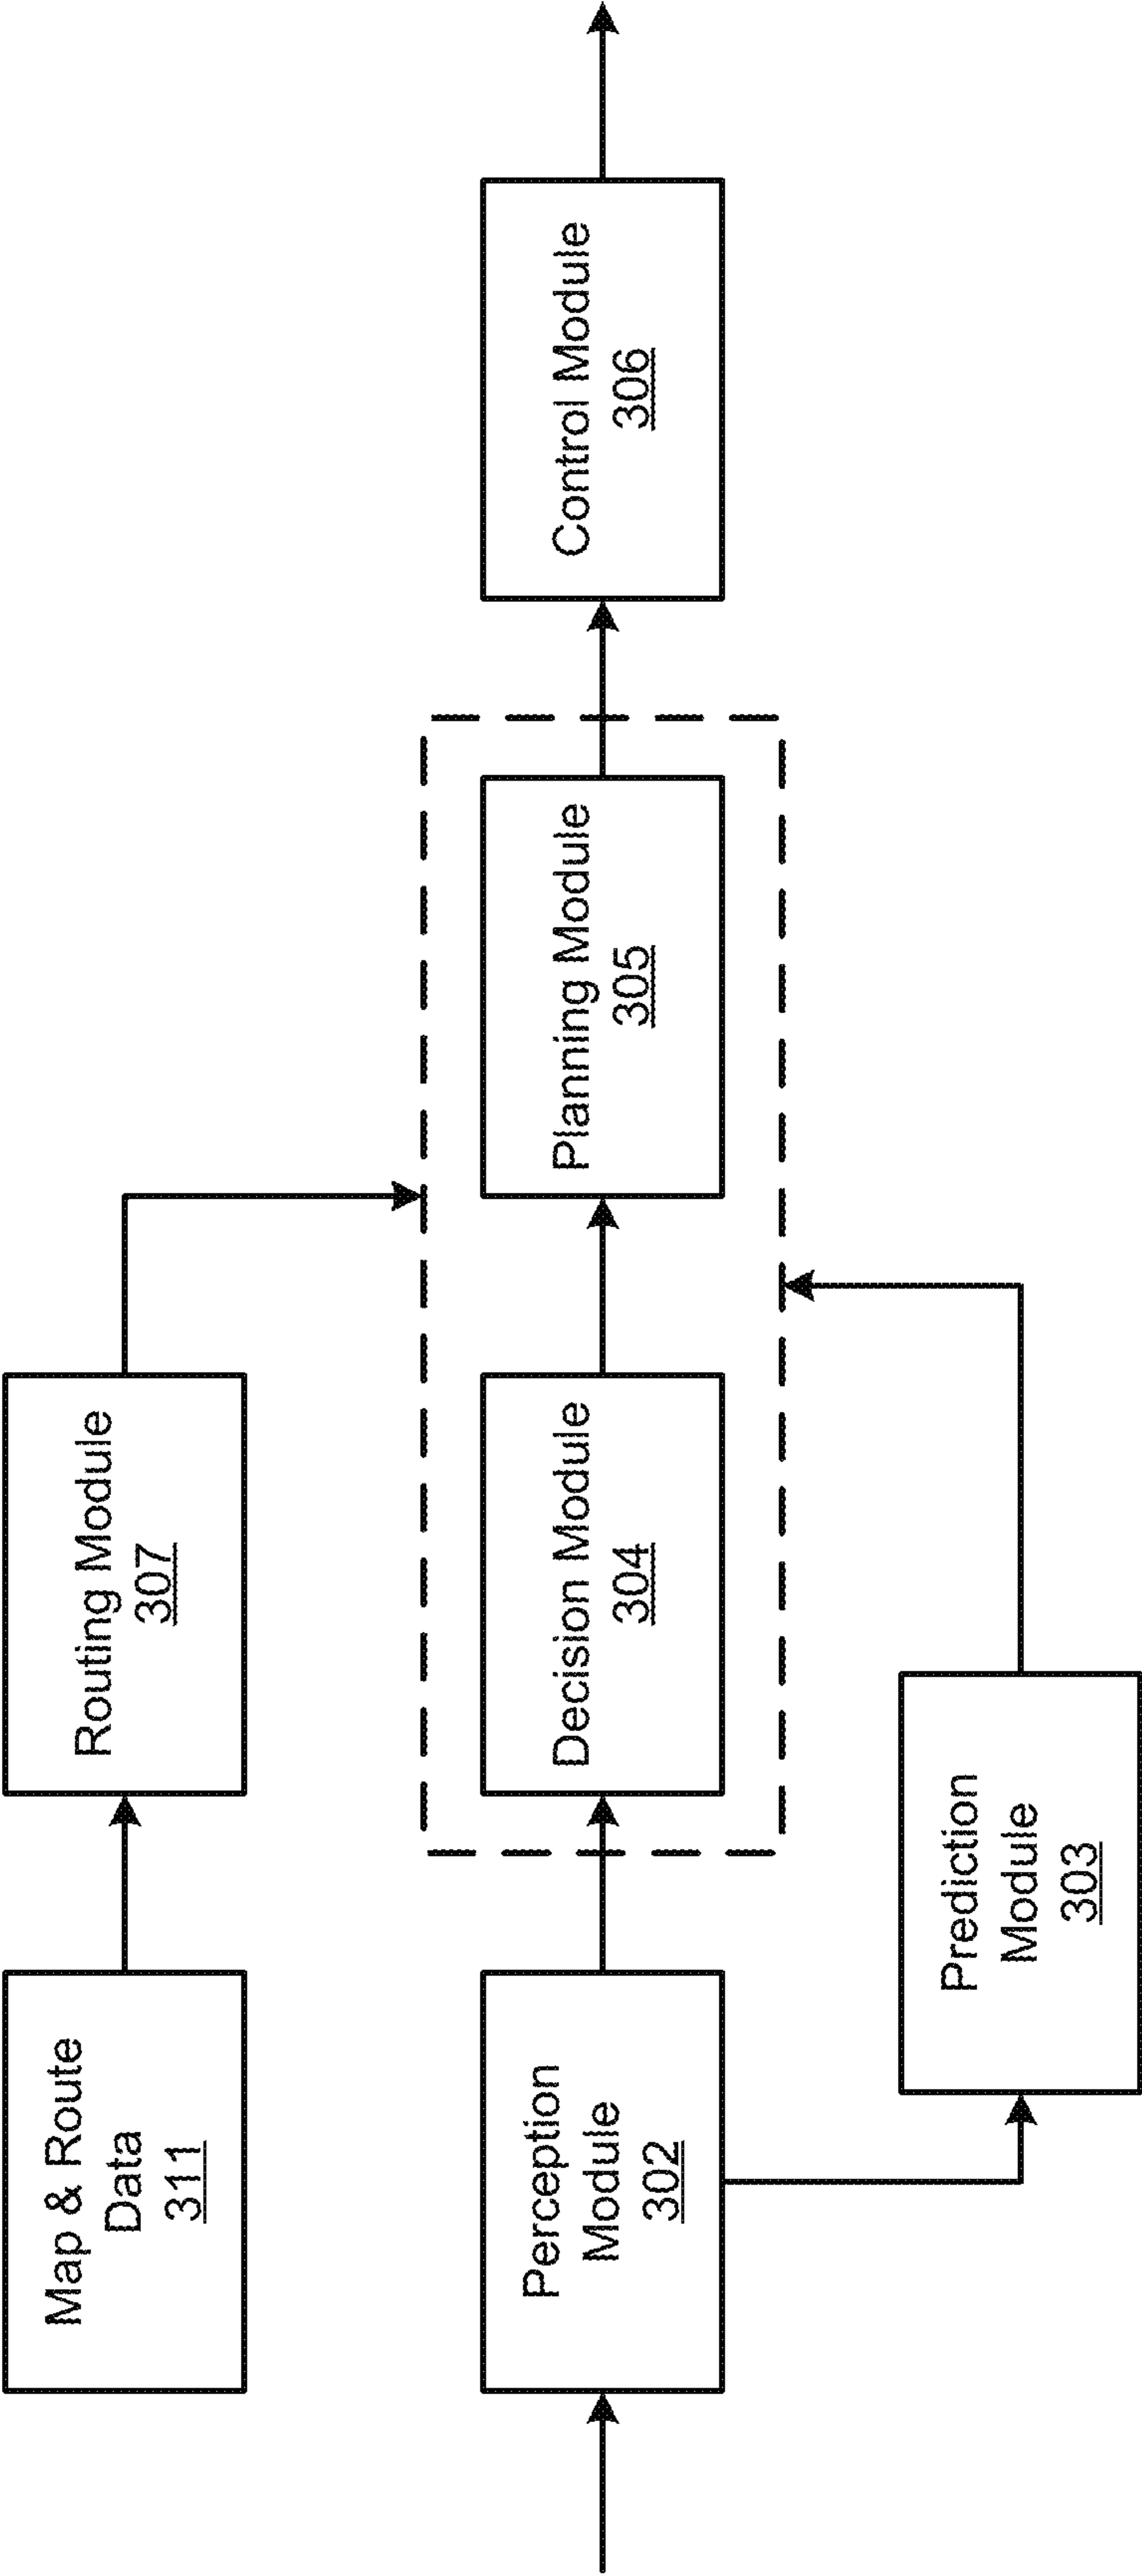 Map & Route
Data
311
Routing Module
307
Perception
Module
302
Decision Module
304
Planning Module
305
Control Module
306
Prediction
Module
303